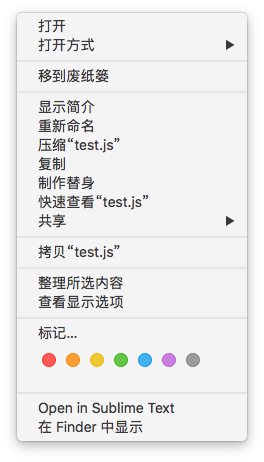 打开
打开方式
移到废纸篓
显示简介
重新命名
压缩“test.js”
复制
制作替身
快速查看“test.js”
共享
拷贝“test.js”
整理所选内容
查看显示选项
标记...
Open in Sublime Text
在 Finder 中显示